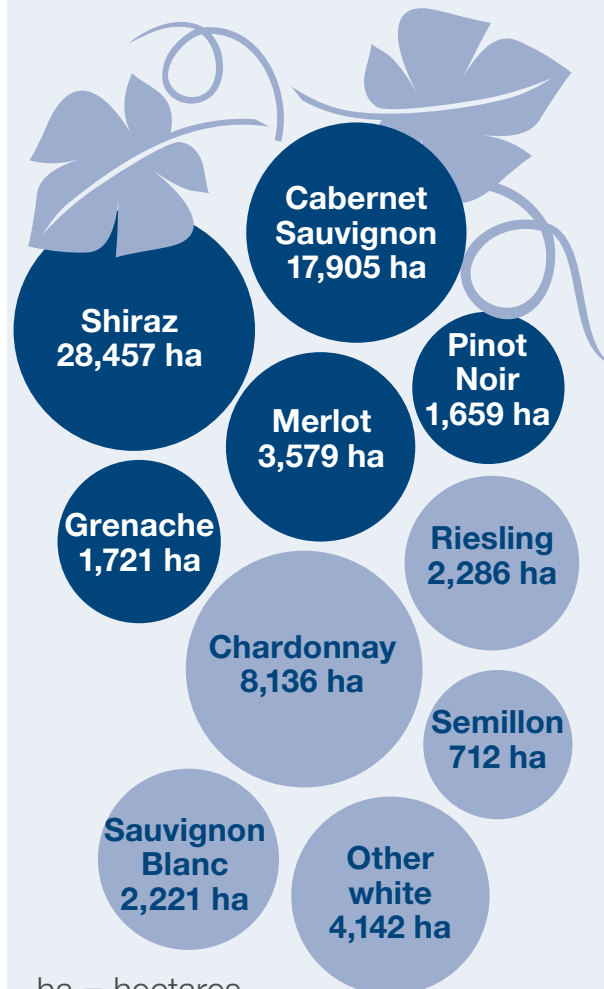 Cabernet
Sauvignon
17,905 ha
Shiraz
28,457 ha
Pinot
Noir
1,659 ha
Merlot
3,579 ha
Grenache
1,721 ha
Riesling
2,286 ha
Chardonnay
8,136 ha
Semillon
712 ha
Sauvignon
Blanc
2,221 ha
Other
white
4,142 ha
ha = hectares